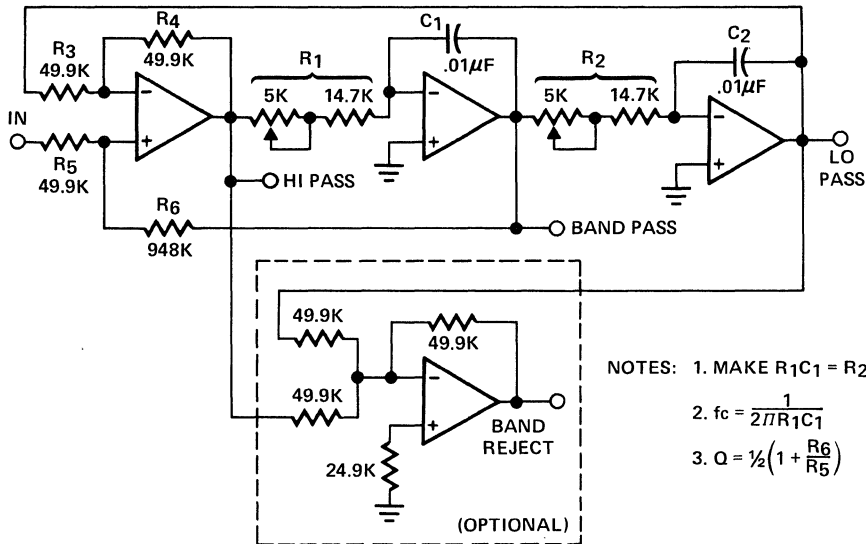 R4
49.9K
R3
49.9K
IN
R5
49.9K
R6
948K
R1
5K
14.7K
C1
.01μF
R2
5K
14.7K
C2
.01μF
LO
PASS
HI PASS
BAND PASS
49.9K
49.9K
49.9K
24.9K
BAND
REJECT
(OPTIONAL)
NOTES: 1. MAKE R1C1 = R2
2. fc = 1/2ΠR1C1
3. Q = ½(1 + R6/R5)